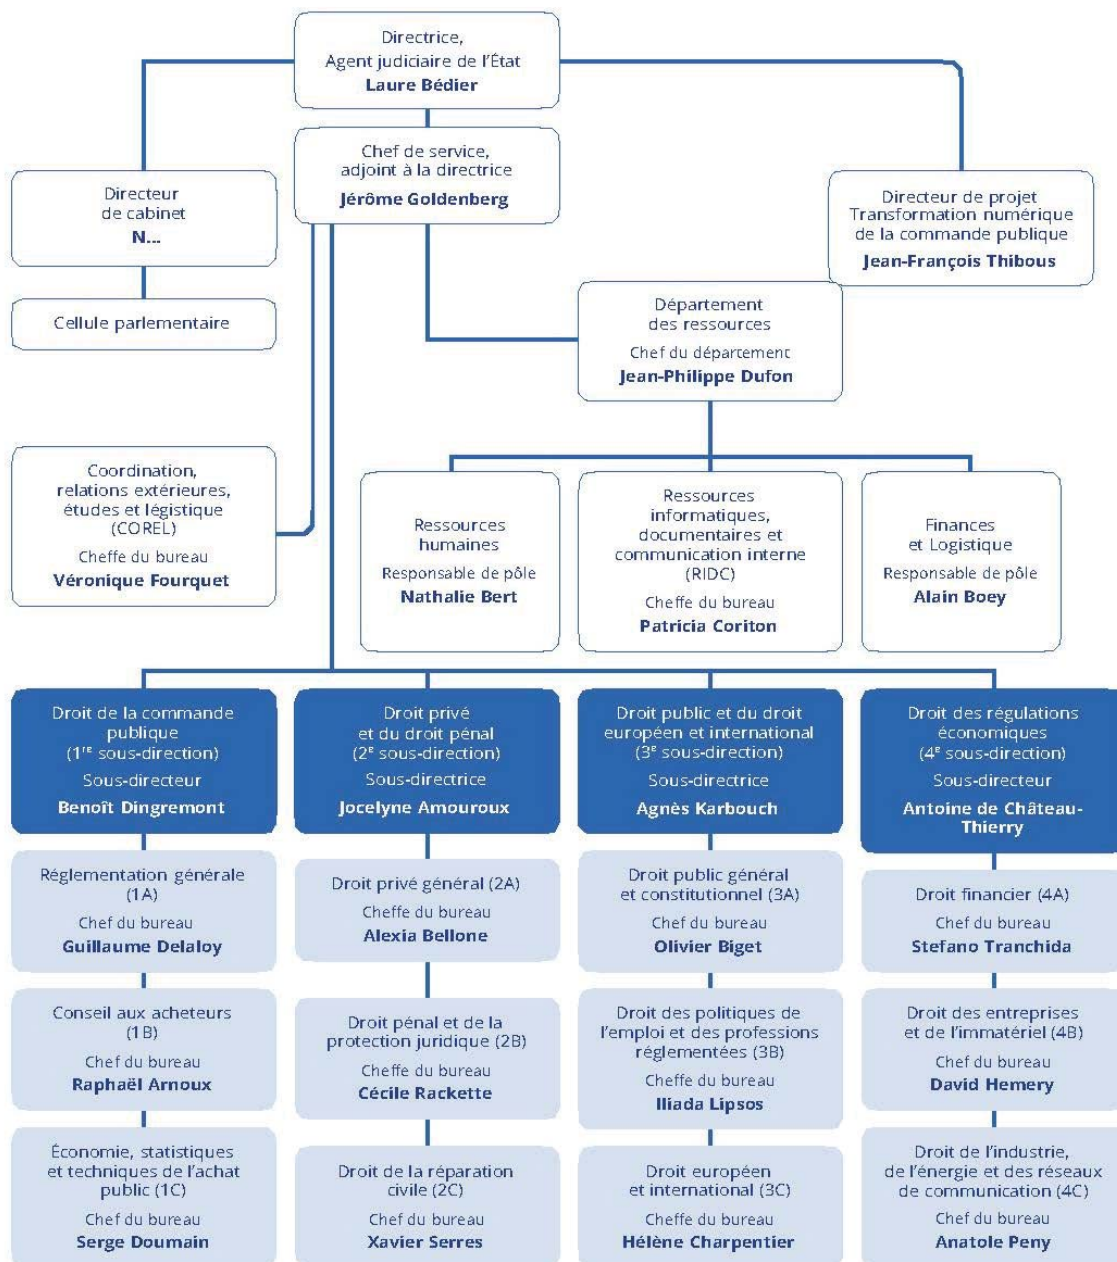 Directrice,
Agent judiciaire de l’État
Laure Bédier
Chef de service,
adjoint à la directrice
Jérôme Goldenberg
Directeur
de cabinet
N...
Directeur de projet
Transformation numérique
de la commande publique
Jean-François Thibous
Cellule parlementaire
Département
des ressources
Chef du département
Jean-Philippe Dufon
Coordination,
relations extérieures,
études et légistique
(COREL)
Cheffe du bureau
Véronique Fourquet
Ressources
humaines
Responsable de pôle
Nathalie Bert
Ressources
informatiques,
documentaires et
communication interne
(RIDC)
Cheffe du bureau
Patricia Coriton
Finances
et Logistique
Responsable de pôle
Alain Boey
Droit de la commande
publique
(1re sous-direction)
Sous-directeur
Benoît Dingremont
Droit privé
et du droit pénal
(2e sous-direction)
Sous-directrice
Jocelyne Amouroux
Droit public et du droit
européen et international
(3e sous-direction)
Sous-directrice
Agnès Karbouch
Droit des régulations
économiques
(4e sous-direction)
Sous-directeur
Antoine de Château-
Thierry
Réglementation générale
(1A)
Chef du bureau
Guillaume Delaloy
Droit privé général (2A)
Cheffe du bureau
Alexia Bellone
Droit public général
et constitutionnel (3A)
Chef du bureau
Olivier Biget
Droit financier (4A)
Chef du bureau
Stefano Tranchida
Conseil aux acheteurs
(1B)
Chef du bureau
Raphaël Arnoux
Droit pénal et de la
protection juridique (2B)
Cheffe du bureau
Cécile Rackette
Droit des politiques de
l’emploi et des professions
réglementées (3B)
Cheffe du bureau
Iliada Lipsos
Droit des entreprises
et de l’immatériel (4B)
Chef du bureau
David Hemery
Économie, statistiques
et techniques de l’achat
public (1C)
Chef du bureau
Serge Doumain
Droit de la réparation
civile (2C)
Chef du bureau
Xavier Serres
Droit européen
et international (3C)
Cheffe du bureau
Hélène Charpentier
Droit de l’industrie,
de l’énergie et des réseaux
de communication (4C)
Chef du bureau
Anatole Peny